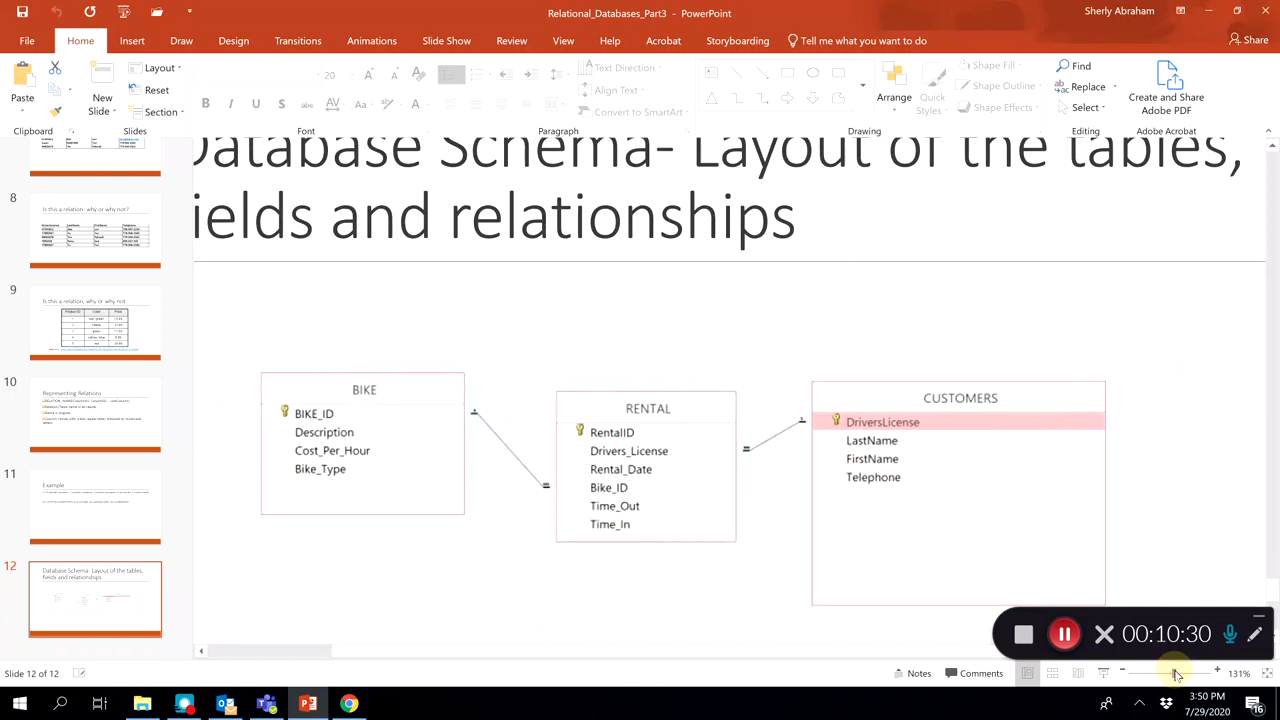 Relational_Databases_Part3 - PowerPoint
Sherly Abraham
File Home Insert Draw Design Transitions Animations Slide Show Review View Help Acrobat Storyboarding Tell me what you want to do Share
Paste
Clipboard
New Slide
Layout
Reset
Section
Slides
20
Font
Text Direction
Align Text
Convert to SmartArt
Paragraph
Arrange
Quick Styles
Shape Fill
Shape Outline
Shape Effects
Drawing
Find
Replace
Select
Editing
Create and Share Adobe PDF
Adobe Acrobat
8
Is this a relation- why or why not?
9
Is this a relation, why or why not
10
Representing Relations
11
Example
12
Database Schema- Layout of the tables,
fields and relationships
Database Schema- Layout of the tables,
ields and relationships
BIKE
BIKE_ID
Description
Cost_Per_Hour
Bike_Type
RENTAL
RentalID
Drivers_License
Rental_Date
Bike_ID
Time_Out
Time_In
CUSTOMERS
DriversLicense
LastName
FirstName
Telephone
00:10:30
Slide 12 of 12
Notes
Comments
131%
3:50 PM
7/29/2020
16